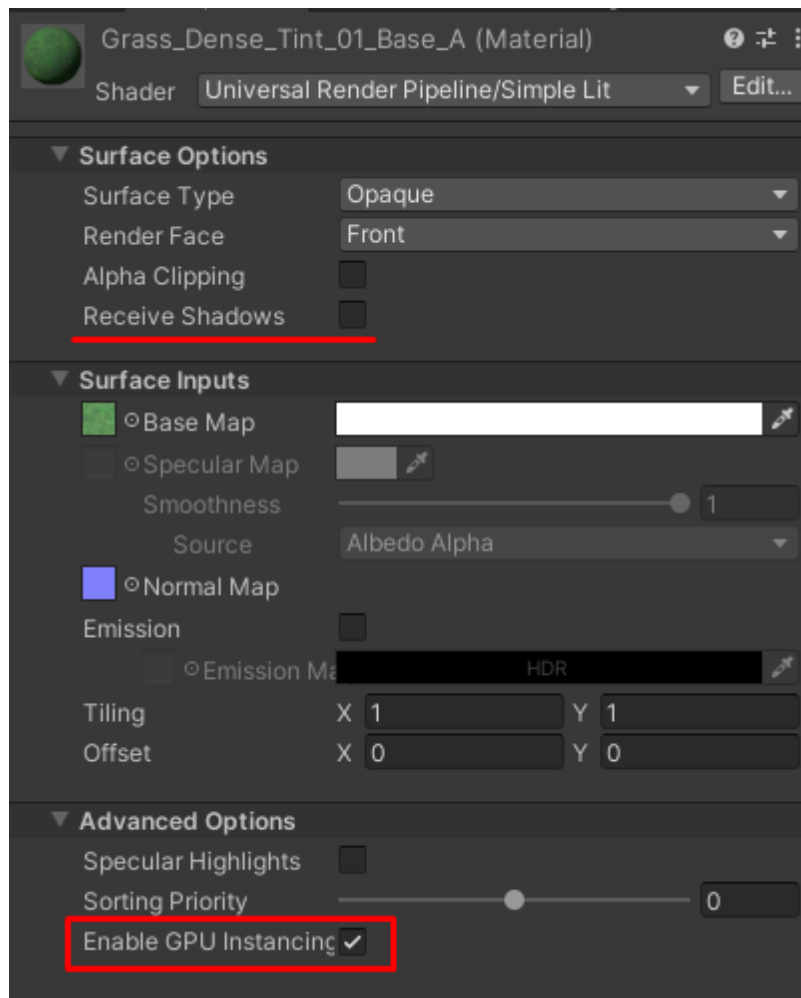 Grass_Dense_Tint_01_Base_A (Material)
Shader Universal Render Pipeline/Simple Lit Edit...
Surface Options
Surface Type Opaque
Render Face Front
Alpha Clipping
Receive Shadows
Surface Inputs
Base Map
Specular Map
Smoothness 1
Source Albedo Alpha
Normal Map
Emission
Emission Ma HDR
Tiling X 1 Y 1
Offset X 0 Y 0
Advanced Options
Specular Highlights
Sorting Priority 0
Enable GPU Instancing